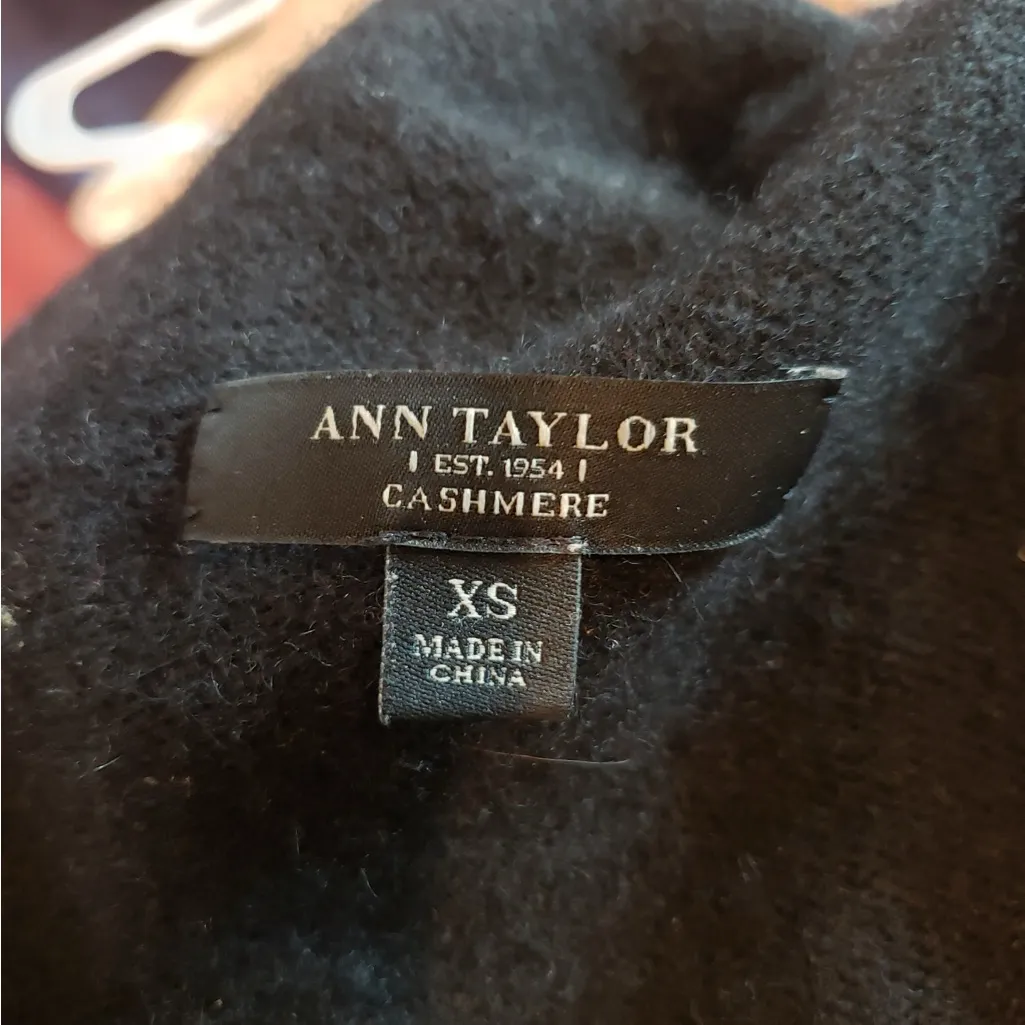 ANN TAYLOR
| EST. 1954 |
CASHMERE
XS
MADE IN
CHINA